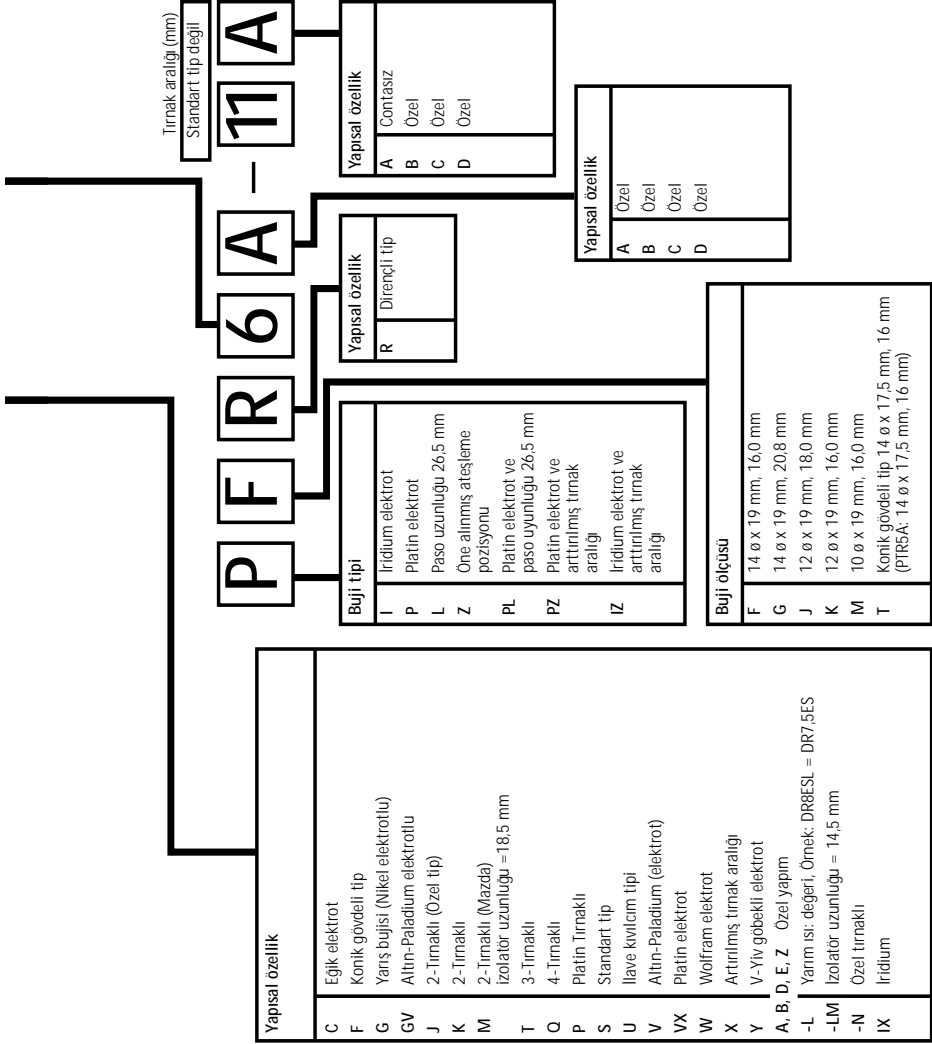 Tırnak aralığı (mm)
Standart tip değil
P F R 6 A – 11 A
Yapısal özellik
C Eğik elektrot
F Konik gövdeli tip
G Yarış bujisi (Nikel elektrotlu)
GV Altın-Paladium elektrotlu
J 2-Tırnaklı (Özel tip)
K 2-Tırnaklı
M 2-Tırnaklı (Mazda)
izolatör uzunluğu =18,5 mm
T 3-Tırnaklı
Q 4-Tırnaklı
P Platin Tırnaklı
S Standart tip
U Ilave kıvılcım tipi
V Altın-Paladium (elektrot)
VX Platin elektrot
W Wolfram elektrot
X Artırılmış tırnak aralığı
Y V-Yiv göbekli elektrot
A, B, D, E, Z Özel yapım
-L Yarım ısı: değeri, Örnek: DR8ESL = DR7,5ES
-LM Izolatör uzunluğu = 14,5 mm
-N Özel tırnaklı
IX Iridium
Buji tipi
I Iridium elektrot
P Platin elektrot
L Paso uzunluğu 26,5 mm
Z Öne alınmış ateşleme
pozisyonu
PL Platin elektrot ve
paso uyunluğu 26,5 mm
PZ Platin elektrot ve
arttırılmış tırnak
aralığı
IZ Iridium elektrot ve
arttırılmış tırnak
aralığı
Yapısal özellik
R Dirençli tip
Yapısal özellik
A Contasız
B Özel
C Özel
D Özel
Buji ölçüsü
F 14 ø x 19 mm, 16,0 mm
G 14 ø x 19 mm, 20,8 mm
J 12 ø x 19 mm, 18,0 mm
K 12 ø x 19 mm, 16,0 mm
M 10 ø x 19 mm, 16,0 mm
T Konik gövdeli tip 14 ø x 17,5 mm, 16 mm
(PTR5A: 14 ø x 17,5 mm, 16 mm)
Yapısal özellik
A Özel
B Özel
C Özel
D Özel